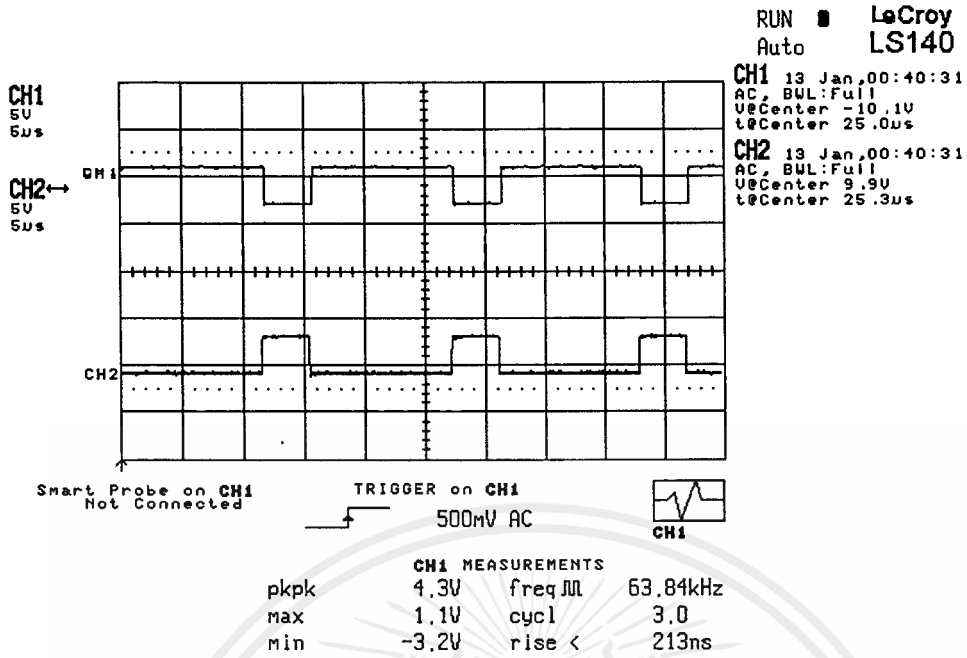 RUN LeCroy
Auto LS140
CH1 13 Jan,00:40:31
AC, BWL:Full
V@Center -10.1V
t@Center 25.0µs
CH2 13 Jan,00:40:31
AC, BWL:Full
V@Center 9.9V
t@Center 25.3µs
CH1
5V
5µs
CH2↔
5V
5µs
CH1
CH2
Smart Probe on CH1
Not Connected
TRIGGER on CH1
500mV AC
CH1
CH1 MEASUREMENTS
pkpk 4.3V freq 63.84kHz
max 1.1V cycl 3.0
min -3.2V rise < 213ns